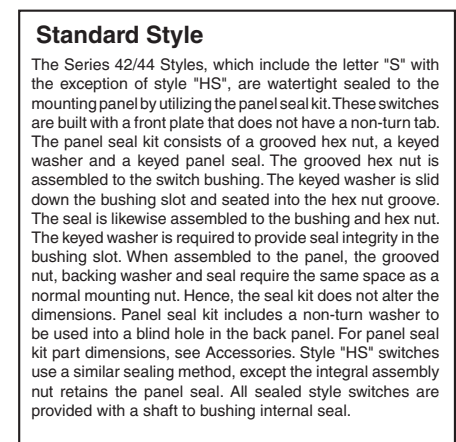 Standard Style
The Series 42/44 Styles, which include the letter "S" with
the exception of style "HS", are watertight sealed to the
mounting panel by utilizing the panel seal kit. These switches
are built with a front plate that does not have a non-turn tab.
The panel seal kit consists of a grooved hex nut, a keyed
washer and a keyed panel seal. The grooved hex nut is
assembled to the switch bushing. The keyed washer is slid
down the bushing slot and seated into the hex nut groove.
The seal is likewise assembled to the bushing and hex nut.
The keyed washer is required to provide seal integrity in the
bushing slot. When assembled to the panel, the grooved
nut, backing washer and seal require the same space as a
normal mounting nut. Hence, the seal kit does not alter the
dimensions. Panel seal kit includes a non-turn washer to
be used into a blind hole in the back panel. For panel seal
kit part dimensions, see Accessories. Style "HS" switches
use a similar sealing method, except the integral assembly
nut retains the panel seal. All sealed style switches are
provided with a shaft to bushing internal seal.